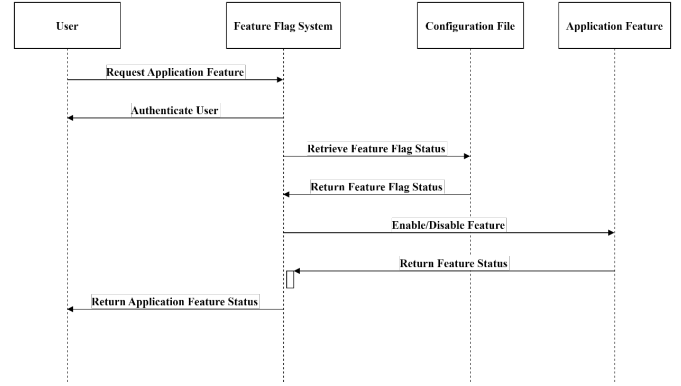 User
Feature Flag System
Configuration File
Application Feature
Request Application Feature
Authenticate User
Retrieve Feature Flag Status
Return Feature Flag Status
Enable/Disable Feature
Return Feature Status
Return Application Feature Status